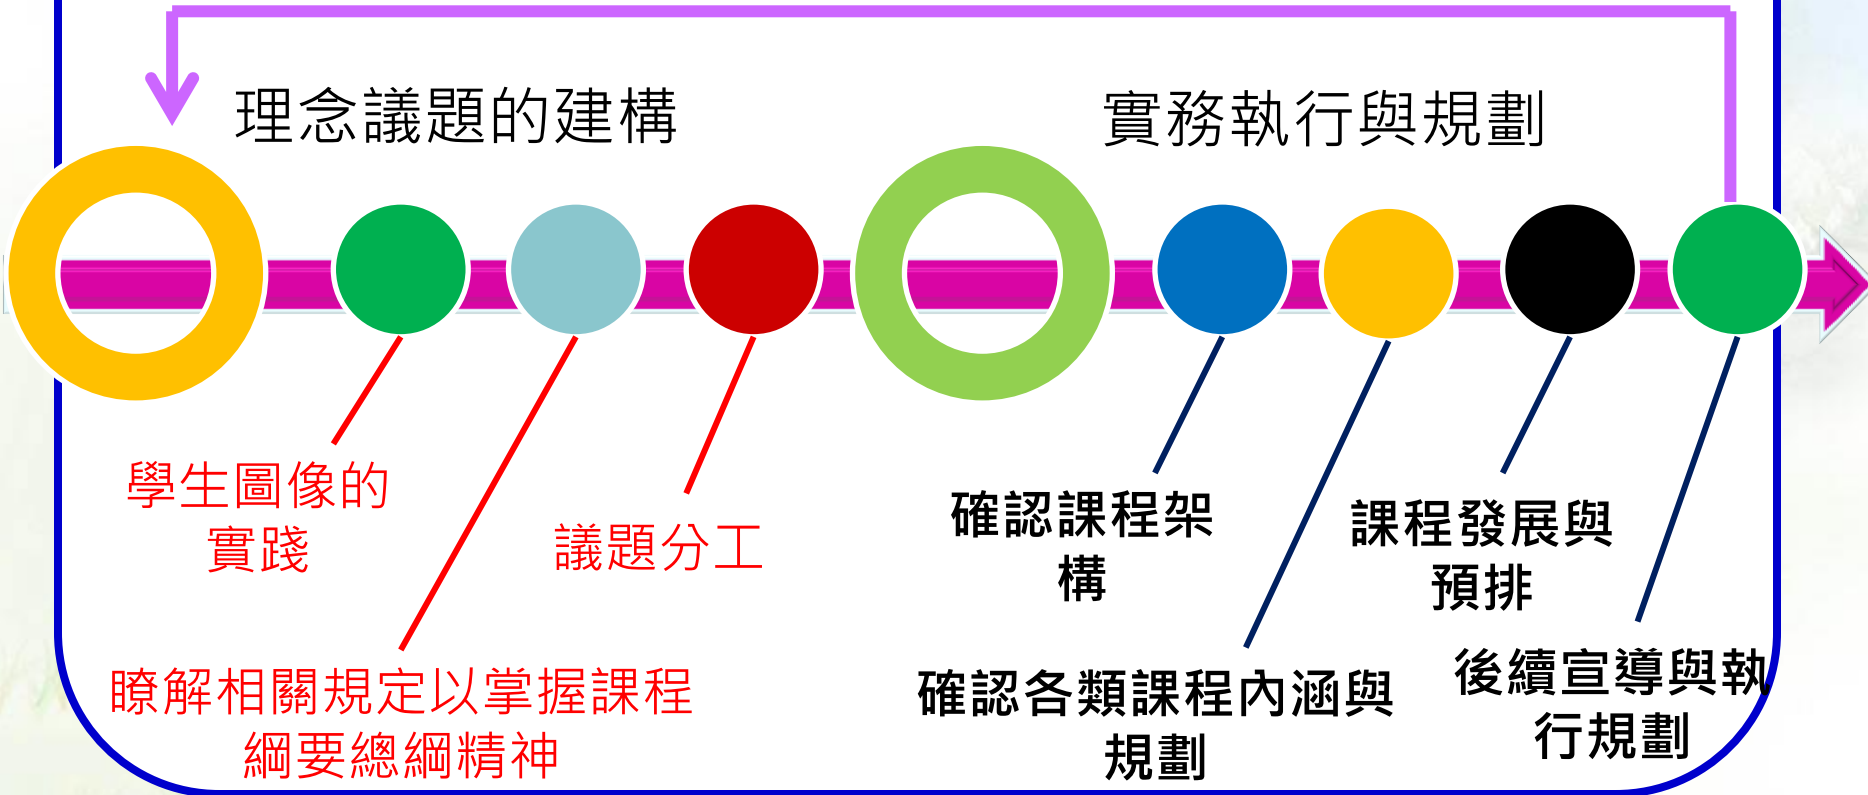 理念議題的建構
實務執行與規劃
學生圖像的
實踐
議題分工
瞭解相關規定以掌握課程
綱要總綱精神
確認課程架
構
確認各類課程內涵與
規劃
課程發展與
預排
後續宣導與執
行規劃